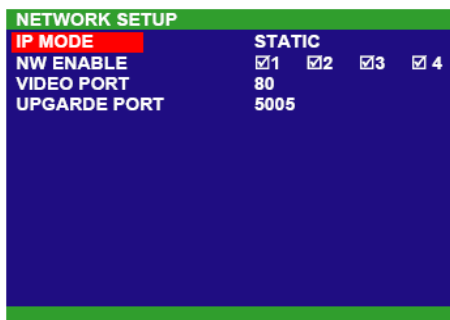 NETWORK SETUP
IP MODE STATIC
NW ENABLE ☑1 ☑2 ☑3 ☑ 4
VIDEO PORT 80
UPGARDE PORT 5005